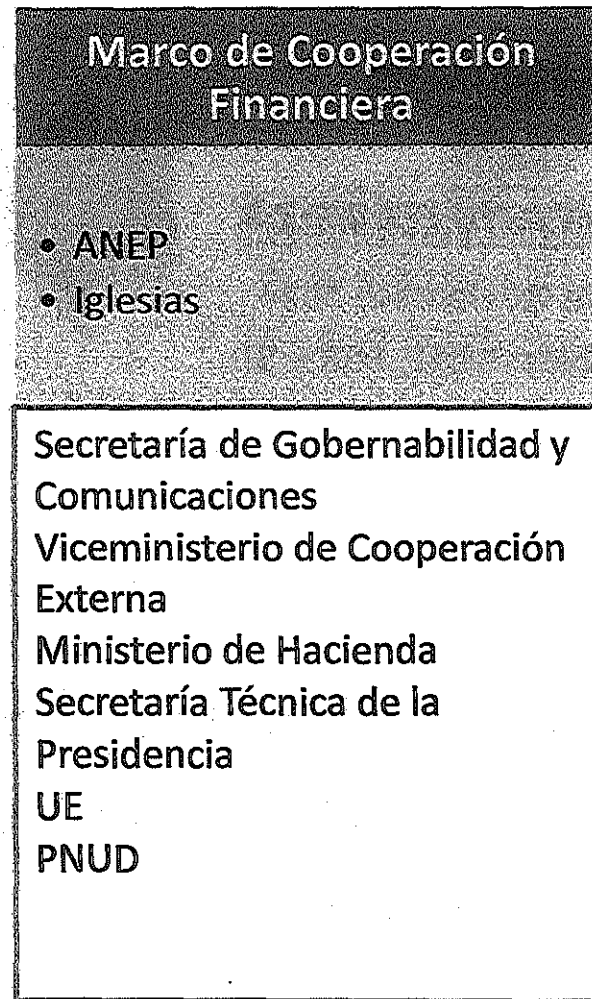 Marco de Cooperación
Financiera
• ANEP
• Iglesias
Secretaría de Gobernabilidad y
Comunicaciones
Viceministerio de Cooperación
Externa
Ministerio de Hacienda
Secretaría Técnica de la
Presidencia
UE
PNUD